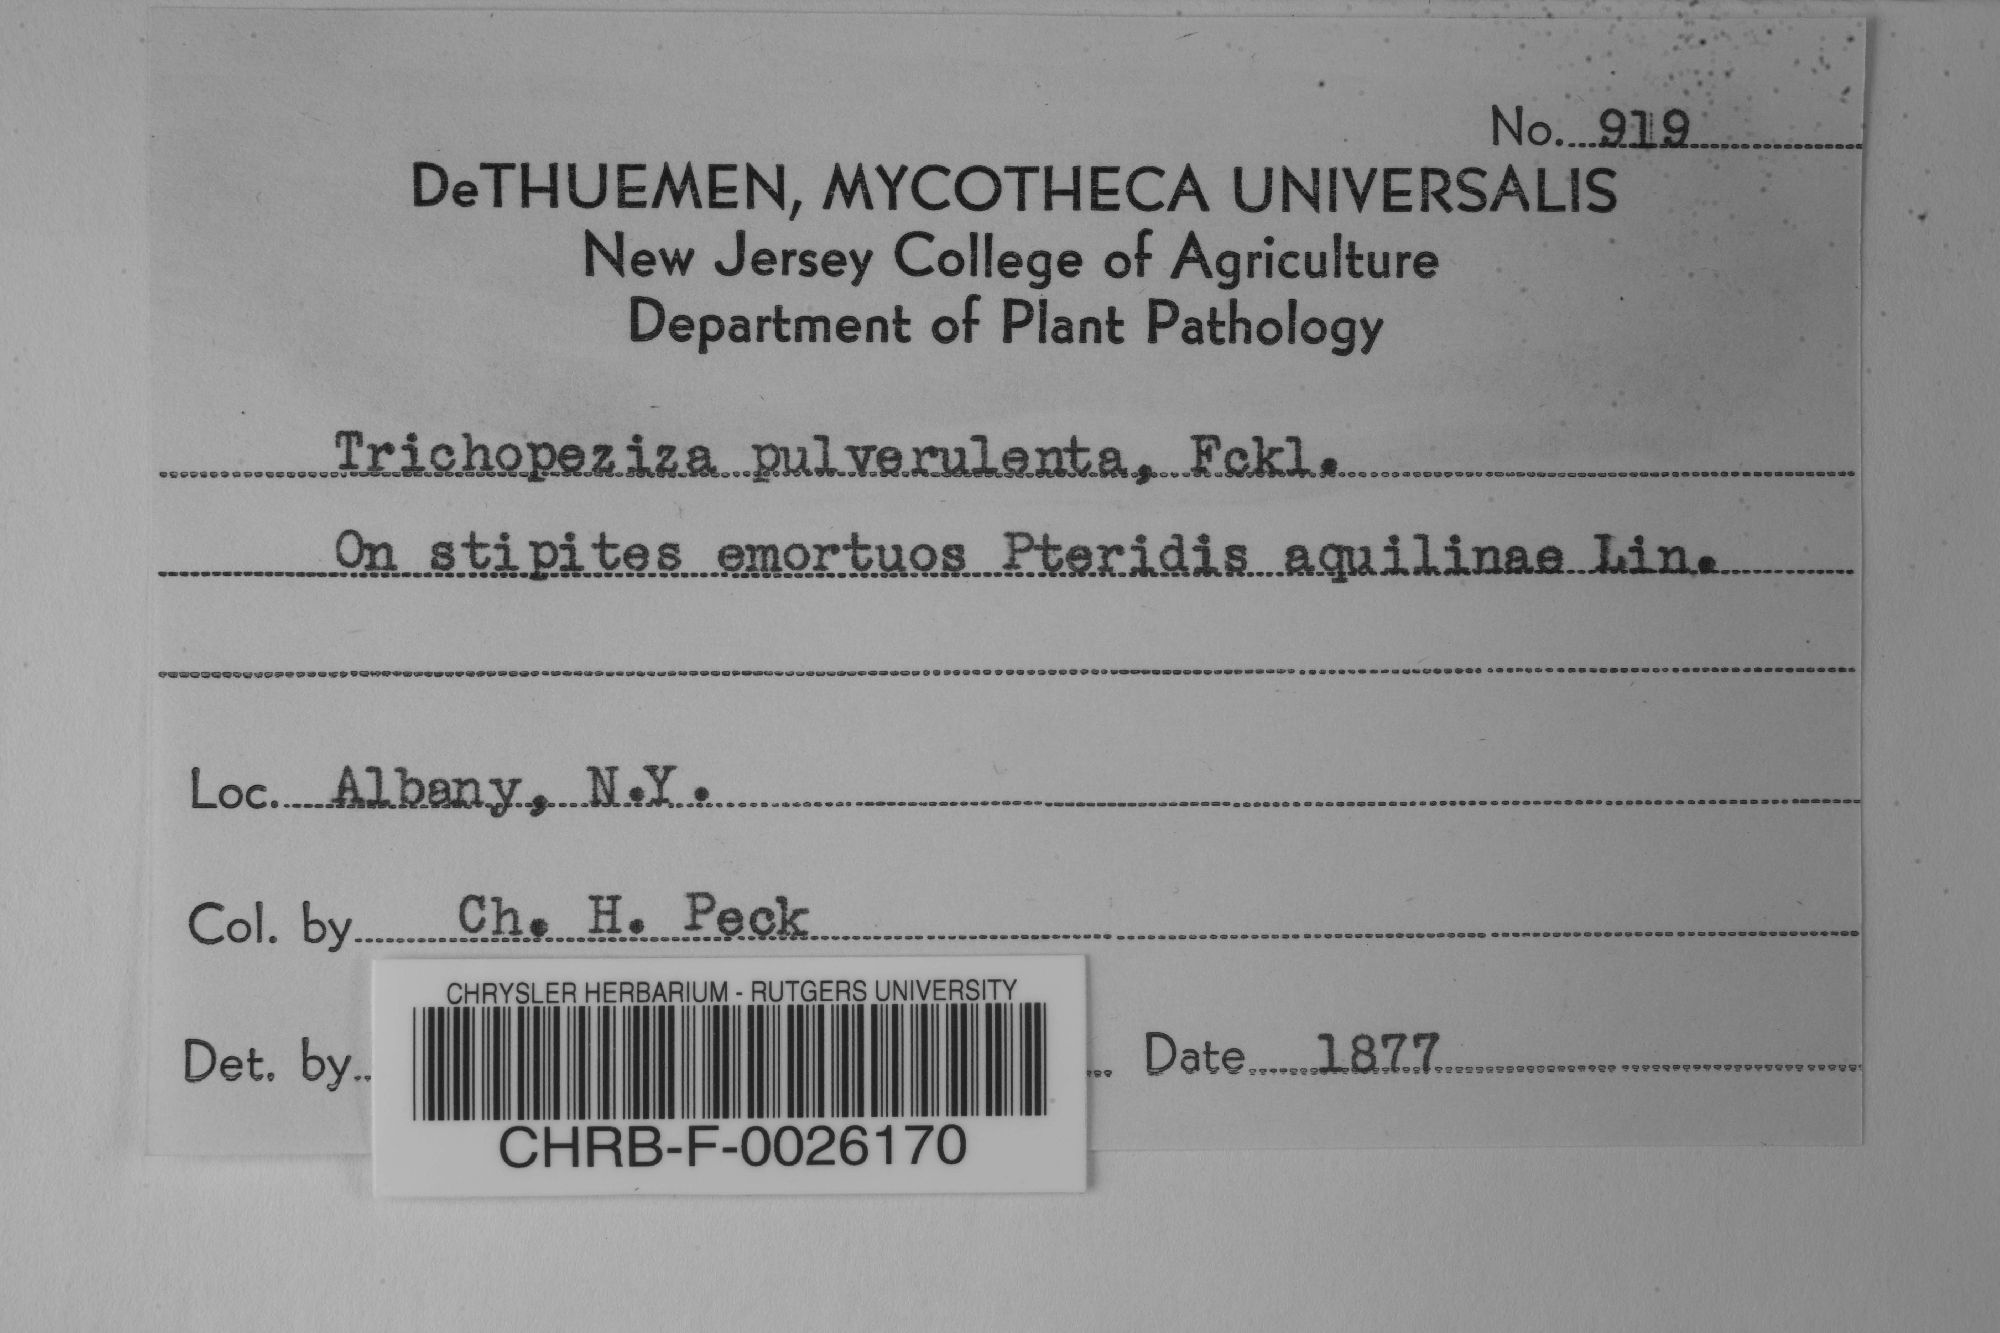 No. 919
DeTHUEMEN, MYCOTHECA UNIVERSALIS
New Jersey College of Agriculture
Department of Plant Pathology
Trichopeziza pulverulenta, Fckl.
On stipites emortuos Pteridis aquilinae Lin.
Loc. Albany, N.Y.
Col. by Ch. H. Peck
Det. by Date 1877
CHRYSLER HERBARIUM - RUTGERS UNIVERSITY
CHRB-F-0026170